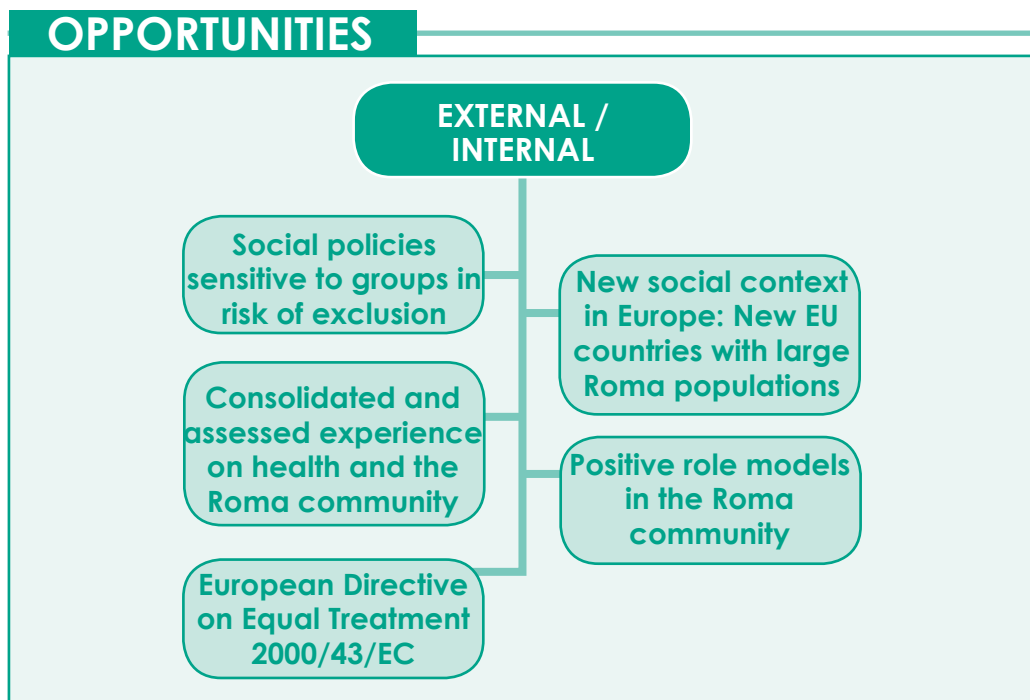 OPPORTUNITIES
EXTERNAL /
INTERNAL
Social policies
sensitive to groups in
risk of exclusion
New social context
in Europe: New EU
countries with large
Roma populations
Consolidated and
assessed experience
on health and the
Roma community
Positive role models
in the Roma
community
European Directive
on Equal Treatment
2000/43/EC